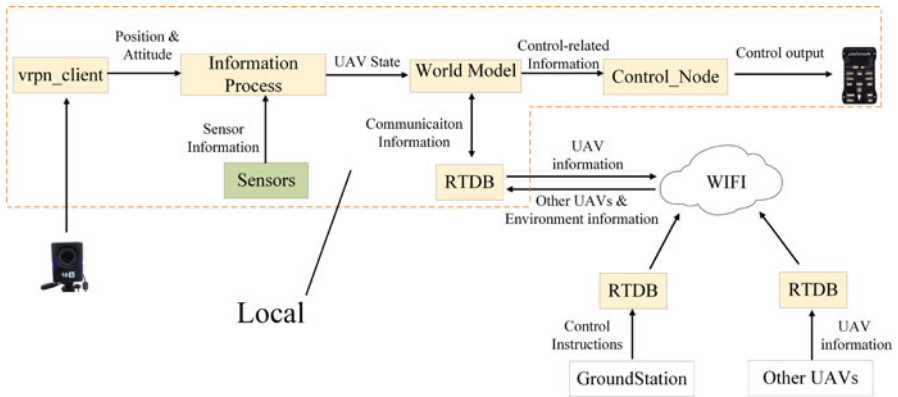 Position &
Attitude
vrpn_client
Information
Process
UAV State
World Model
Control-related
Information
Control_Node
Control output
Sensor
Information
Sensors
Communicaiton
Information
RTDB
UAV
information
Other UAVs &
Environment information
WIFI
Local
RTDB
Control
Instructions
GroundStation
RTDB
UAV
information
Other UAVs